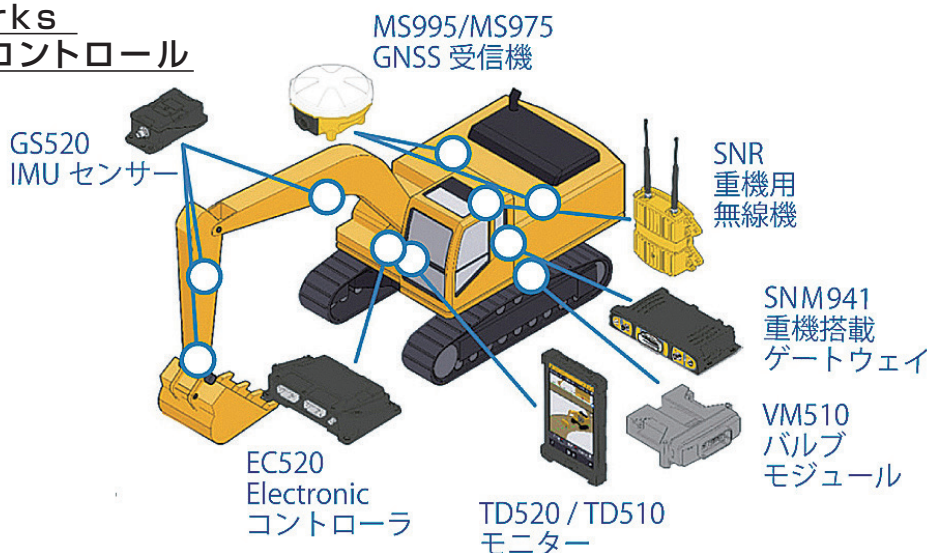 コントロール
MS995/MS975
GNSS 受信機
GS520
IMU センサー
SNR
重機用
無線機
SNM941
重機搭載
ゲートウェイ
VM510
バルブ
モジュール
EC520
Electronic
コントローラ
TD520 / TD510
モニター